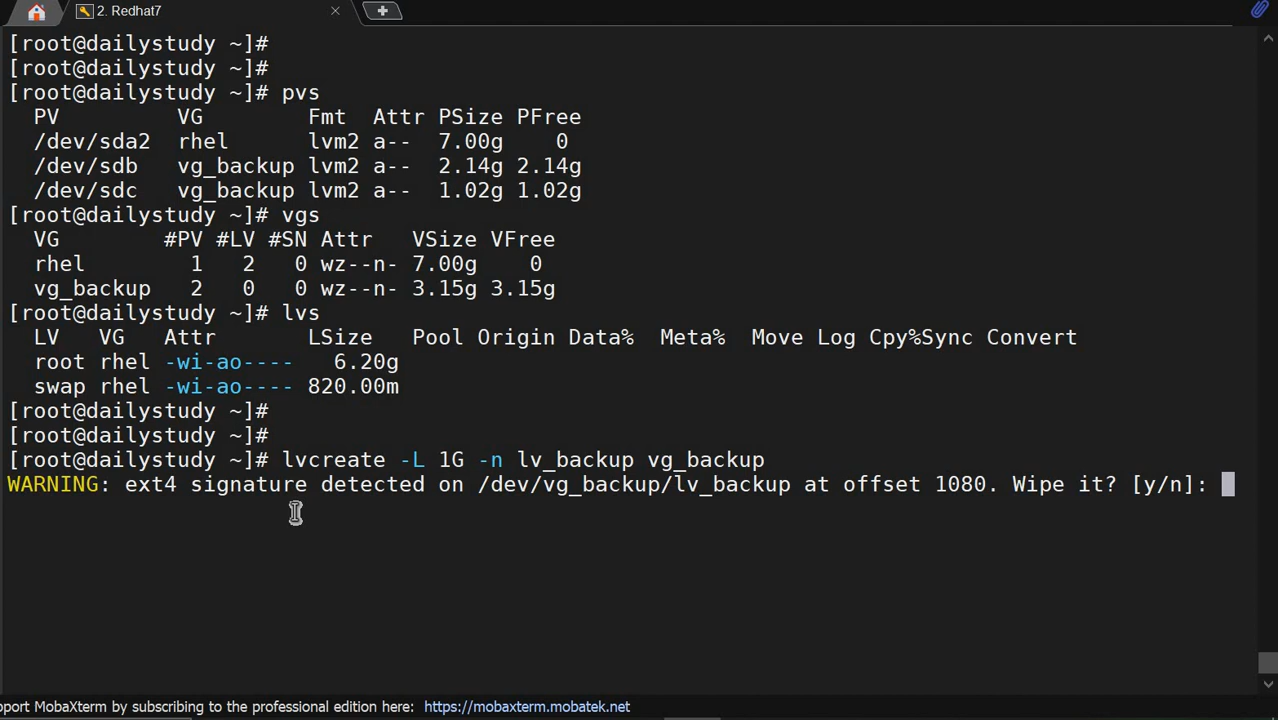 2. Redhat7
[root@dailystudy ~]#
[root@dailystudy ~]#
[root@dailystudy ~]# pvs
PV VG Fmt Attr PSize PFree
/dev/sda2 rhel lvm2 a-- 7.00g 0
/dev/sdb vg_backup lvm2 a-- 2.14g 2.14g
/dev/sdc vg_backup lvm2 a-- 1.02g 1.02g
[root@dailystudy ~]# vgs
VG #PV #LV #SN Attr VSize VFree
rhel 1 2 0 wz--n- 7.00g 0
vg_backup 2 0 0 wz--n- 3.15g 3.15g
[root@dailystudy ~]# lvs
LV VG Attr LSize Pool Origin Data% Meta% Move Log Cpy%Sync Convert
root rhel -wi-ao---- 6.20g
swap rhel -wi-ao---- 820.00m
[root@dailystudy ~]#
[root@dailystudy ~]#
[root@dailystudy ~]# lvcreate -L 1G -n lv_backup vg_backup
WARNING: ext4 signature detected on /dev/vg_backup/lv_backup at offset 1080. Wipe it? [y/n]:
pport MobaXterm by subscribing to the professional edition here: https://mobaxterm.mobatek.net